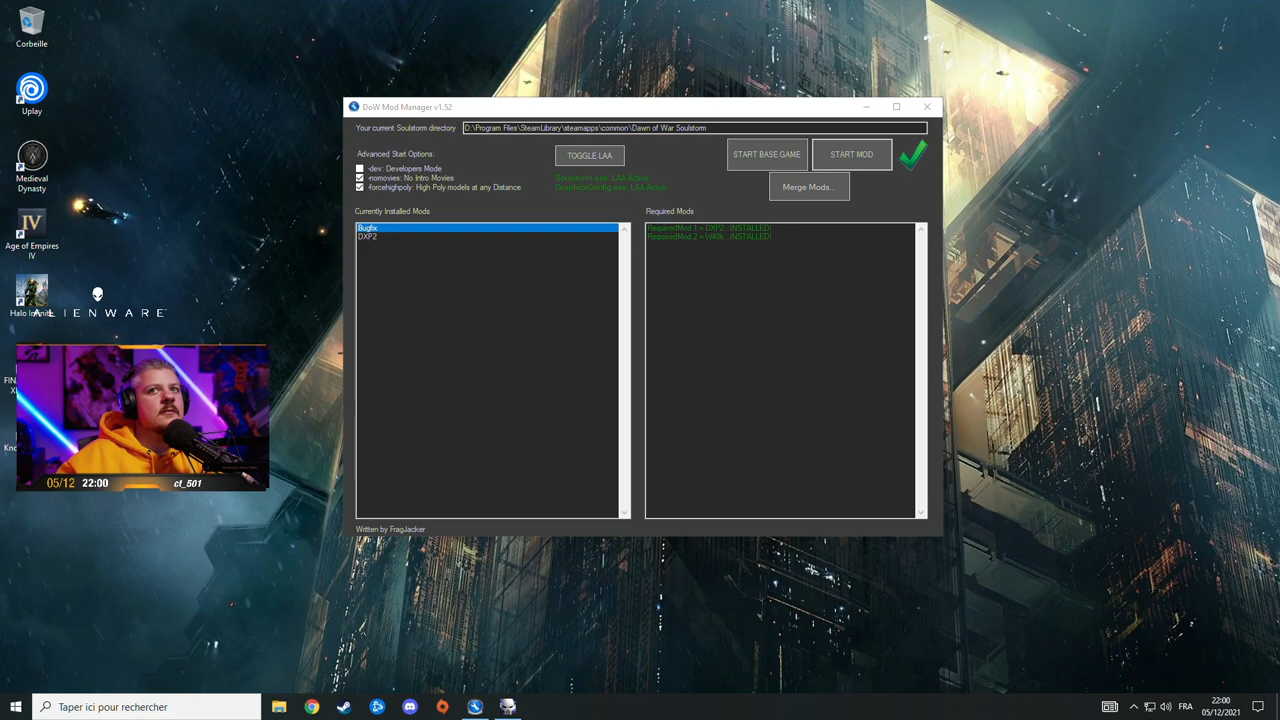 Corbeille
Uplay
Medieval
Dynasty
Age of Empires
IV
ALIENWARE
05/12 22:00 ct_501
DoW Mod Manager v1.52
Your current Soulstorm directory D:\Program Files\SteamLibrary\steamapps\common\Dawn of War Soulstorm
Advanced Start Options:
-dev: Developers Mode
-nomovies: No Intro Movies
-forcehighpoly: High Poly models at any Distance
TOGGLE LAA
Soulstorm.exe: LAA Active
GraphicsConfig.exe: LAA Active
START BASE GAME
START MOD
Merge Mods...
Currently Installed Mods
Bugfix
DXP2
Required Mods
RequiredMod.1 = DXP2...INSTALLED!
RequiredMod.2 = W40k...INSTALLED!
Written by FragJacker
Taper ici pour rechercher
FR
22:00
05/12/2021